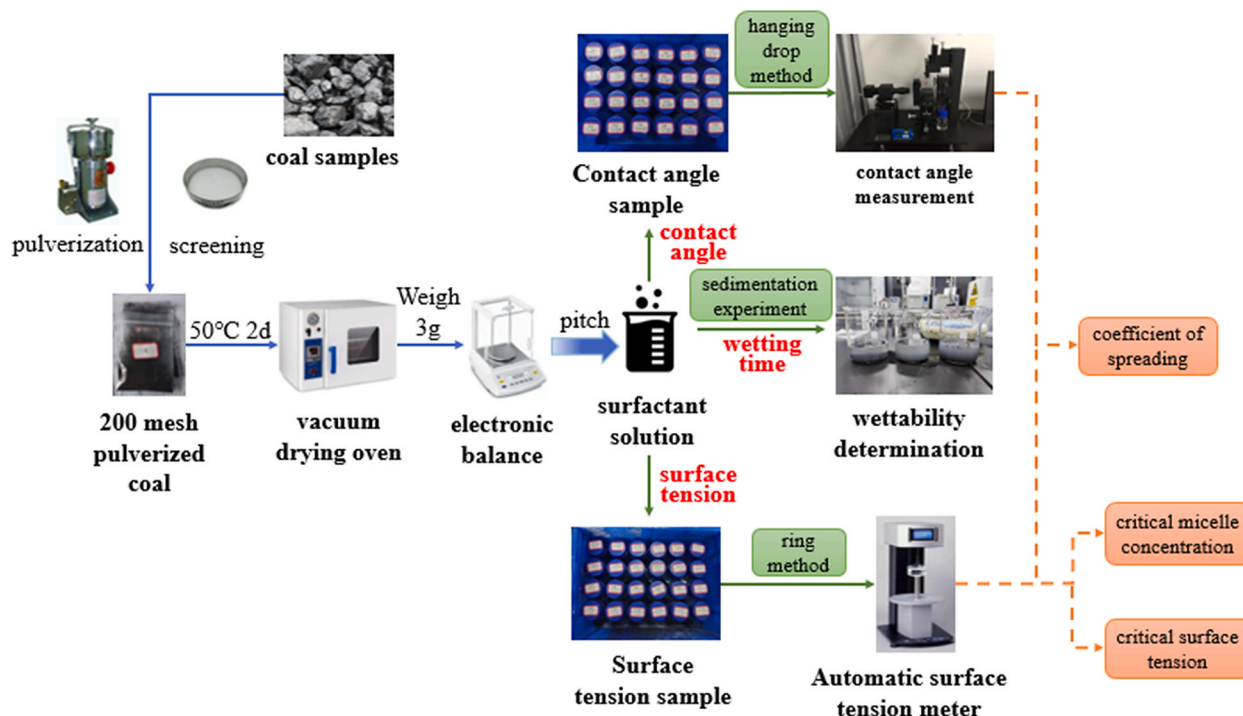 coal samples
pulverization
screening
200 mesh
pulverized
coal
50℃ 2d
vacuum
drying oven
Weigh
3g
electronic
balance
pitch
surfactant
solution
contact
angle
Contact angle
sample
hanging
drop
method
contact angle
measurement
sedimentation
experiment
wetting
time
wettability
determination
surface
tension
Surface
tension sample
ring
method
Automatic surface
tension meter
coefficient of
spreading
critical micelle
concentration
critical surface
tension